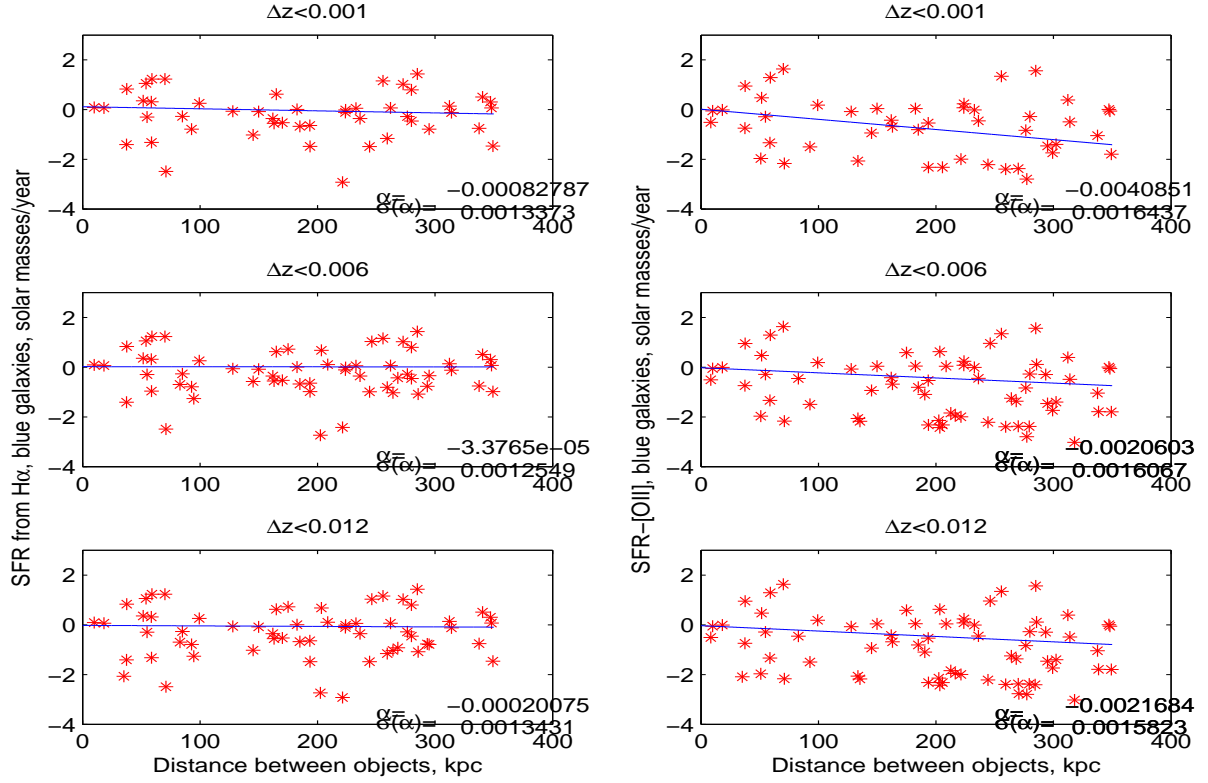 Δz<0.001
2
0
−2
−4
0 100 200 300 400
α= −0.00082787
σ(α)= 0.0013373
Δz<0.006
2
0
−2
−4
0 100 200 300 400
α= −3.3765e−05
σ(α)= 0.0012549
Δz<0.012
2
0
−2
−4
0 100 200 300 400
α= −0.00020075
σ(α)= 0.0013431
Distance between objects, kpc
SFR from Hα, blue galaxies, solar masses/year
Δz<0.001
2
0
−2
−4
0 100 200 300 400
α= −0.0040851
σ(α)= 0.0016437
Δz<0.006
2
0
−2
−4
0 100 200 300 400
α= −0.0020603
σ(α)= 0.0016067
Δz<0.012
2
0
−2
−4
0 100 200 300 400
α= −0.0021684
σ(α)= 0.0015823
Distance between objects, kpc
SFR−[OII], blue galaxies, solar masses/year